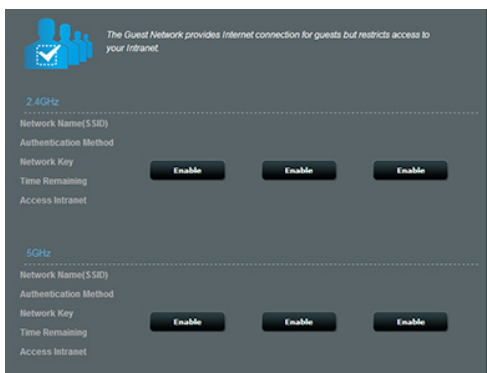 The Guest Network provides Internet connection for guests but restricts access to
your Intranet.
2.4GHz
Network Name(SSID)
Authentication Method
Network Key
Enable Enable Enable
Time Remaining
Access Intranet
5GHz
Network Name(SSID)
Authentication Method
Network Key
Enable Enable Enable
Time Remaining
Access Intranet